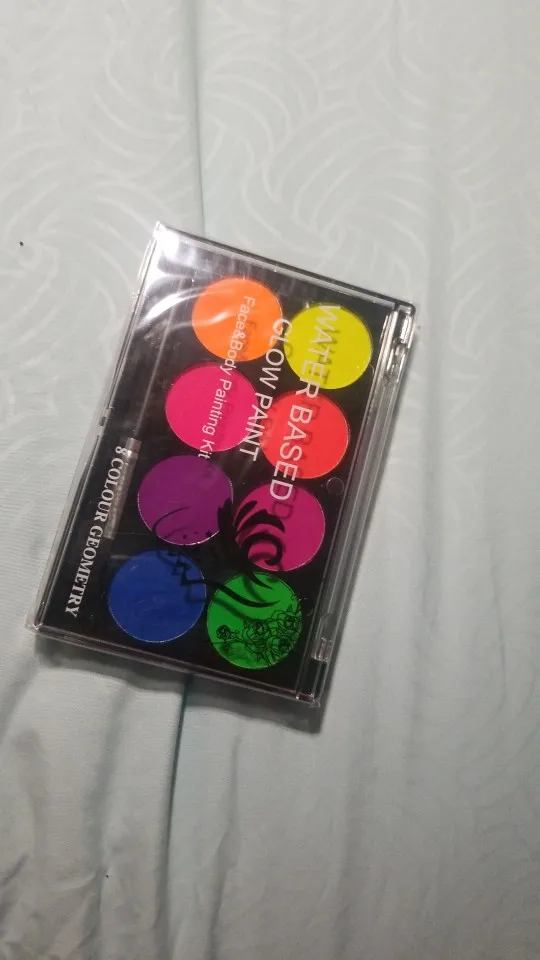 WATER BASED
GLOW PAINT
Face&Body Painting Kit
8 COLOUR GEOMETRY